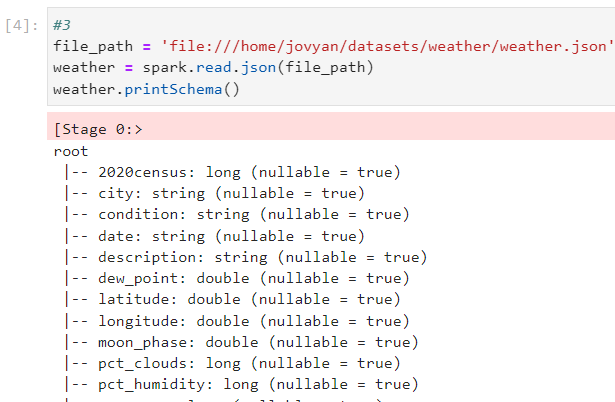 [4]: #3
file_path = 'file:///home/jovyan/datasets/weather/weather.json'
weather = spark.read.json(file_path)
weather.printSchema()
[Stage 0:>
root
|-- 2020census: long (nullable = true)
|-- city: string (nullable = true)
|-- condition: string (nullable = true)
|-- date: string (nullable = true)
|-- description: string (nullable = true)
|-- dew_point: double (nullable = true)
|-- latitude: double (nullable = true)
|-- longitude: double (nullable = true)
|-- moon_phase: double (nullable = true)
|-- pct_clouds: long (nullable = true)
|-- pct_humidity: long (nullable = true)